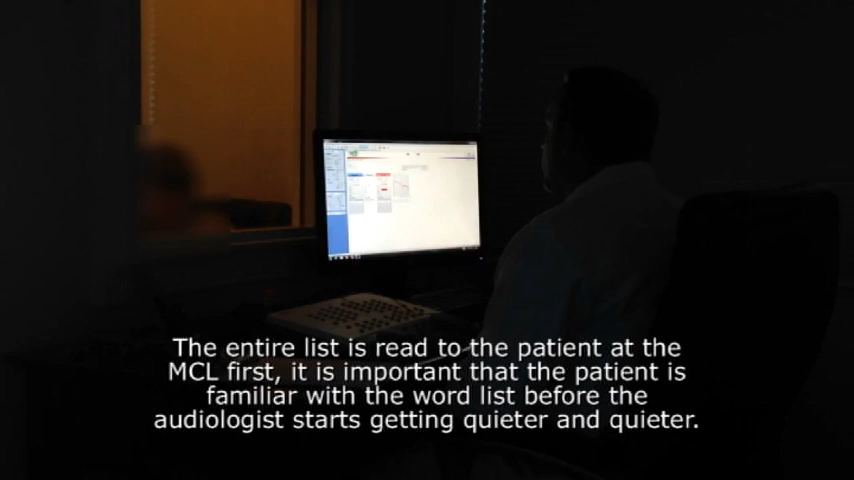 The entire list is read to the patient at the
MCL first, it is important that the patient is
familiar with the word list before the
audiologist starts getting quieter and quieter.